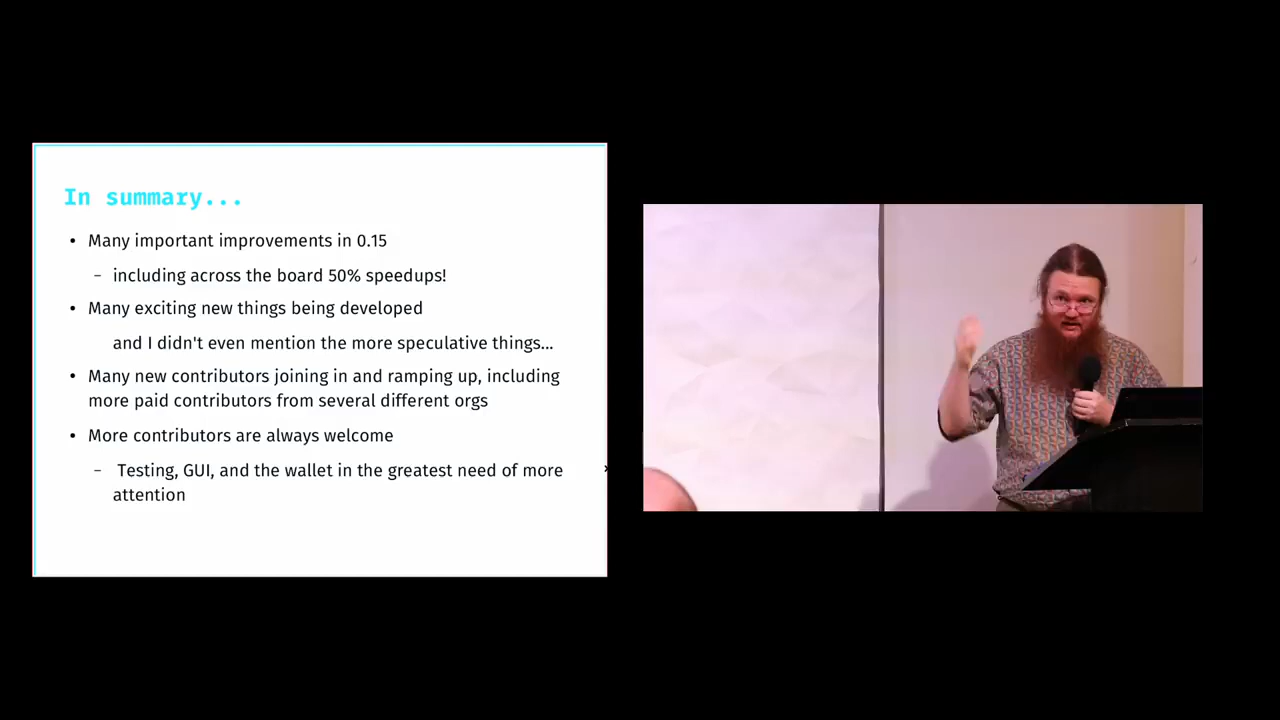 In summary...
• Many important improvements in 0.15
– including across the board 50% speedups!
• Many exciting new things being developed
and I didn't even mention the more speculative things...
• Many new contributors joining in and ramping up, including
more paid contributors from several different orgs
• More contributors are always welcome
– Testing, GUI, and the wallet in the greatest need of more
attention